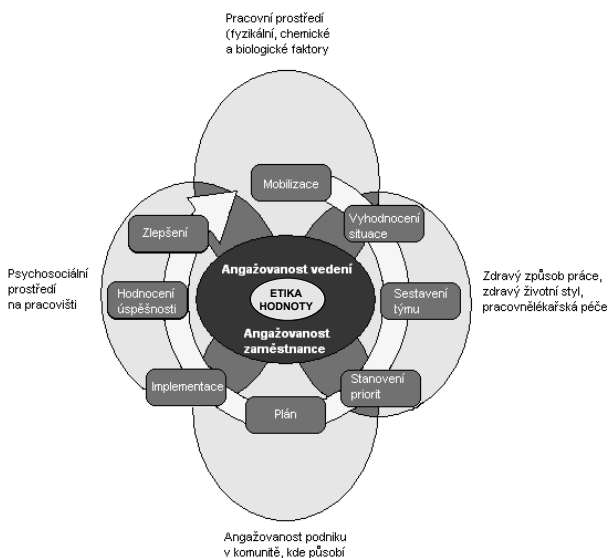 Pracovní prostředí
(fyzikální, chemické
a biologické faktory
Mobilizace
Vyhodnocení
situace
Zlepšení
Angažovanost vedení
Psychosociální
prostředí
na pracovišti
Hodnocení
úspěšnosti
ETIKA
HODNOTY
Sestavení
týmu
Zdravý způsob práce,
zdravý životní styl,
pracovnělékařská péče
Angažovanost
zaměstnance
Implementace
Stanovení
priorit
Plán
Angažovanost podniku
v komunitě, kde působí